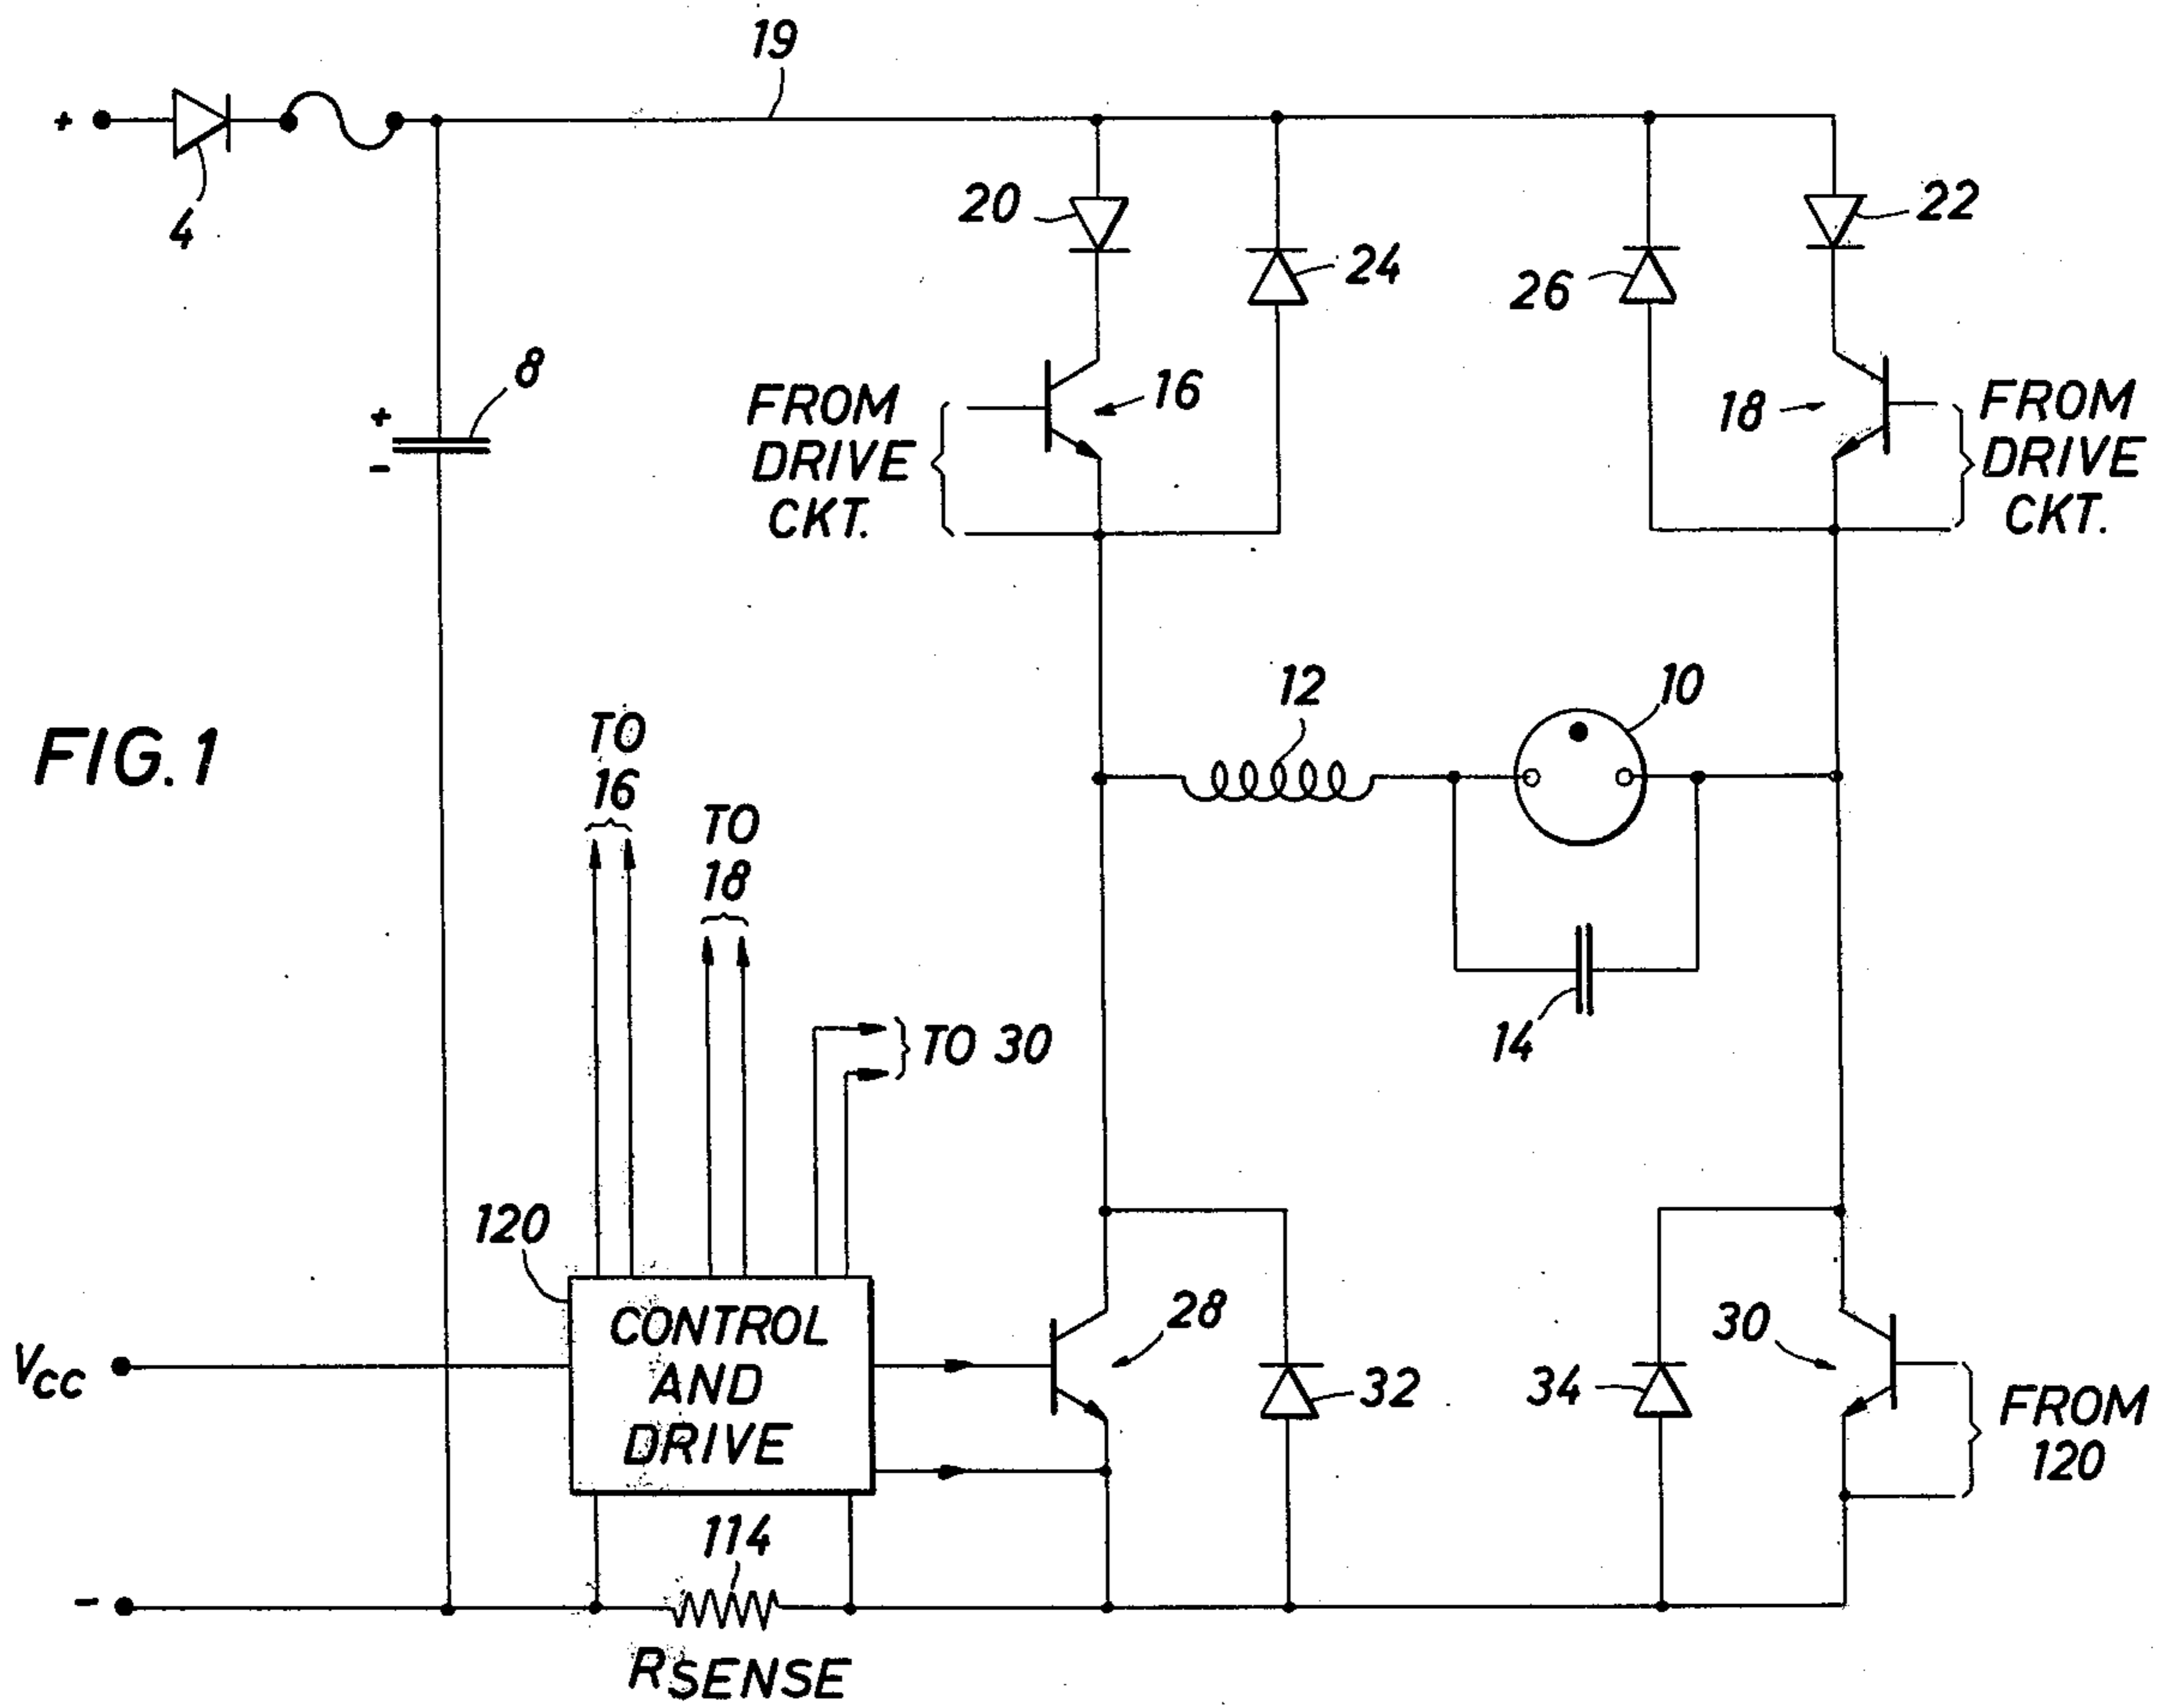 19
+
4
20
24
26
22
8
+
-
FROM
DRIVE
CKT.
16
18
FROM
DRIVE
CKT.
12
10
FIG. 1
TO
16
TO
18
14
TO 30
120
CONTROL
AND
DRIVE
28
30
VCC
32
34
FROM
120
114
-
RSENSE